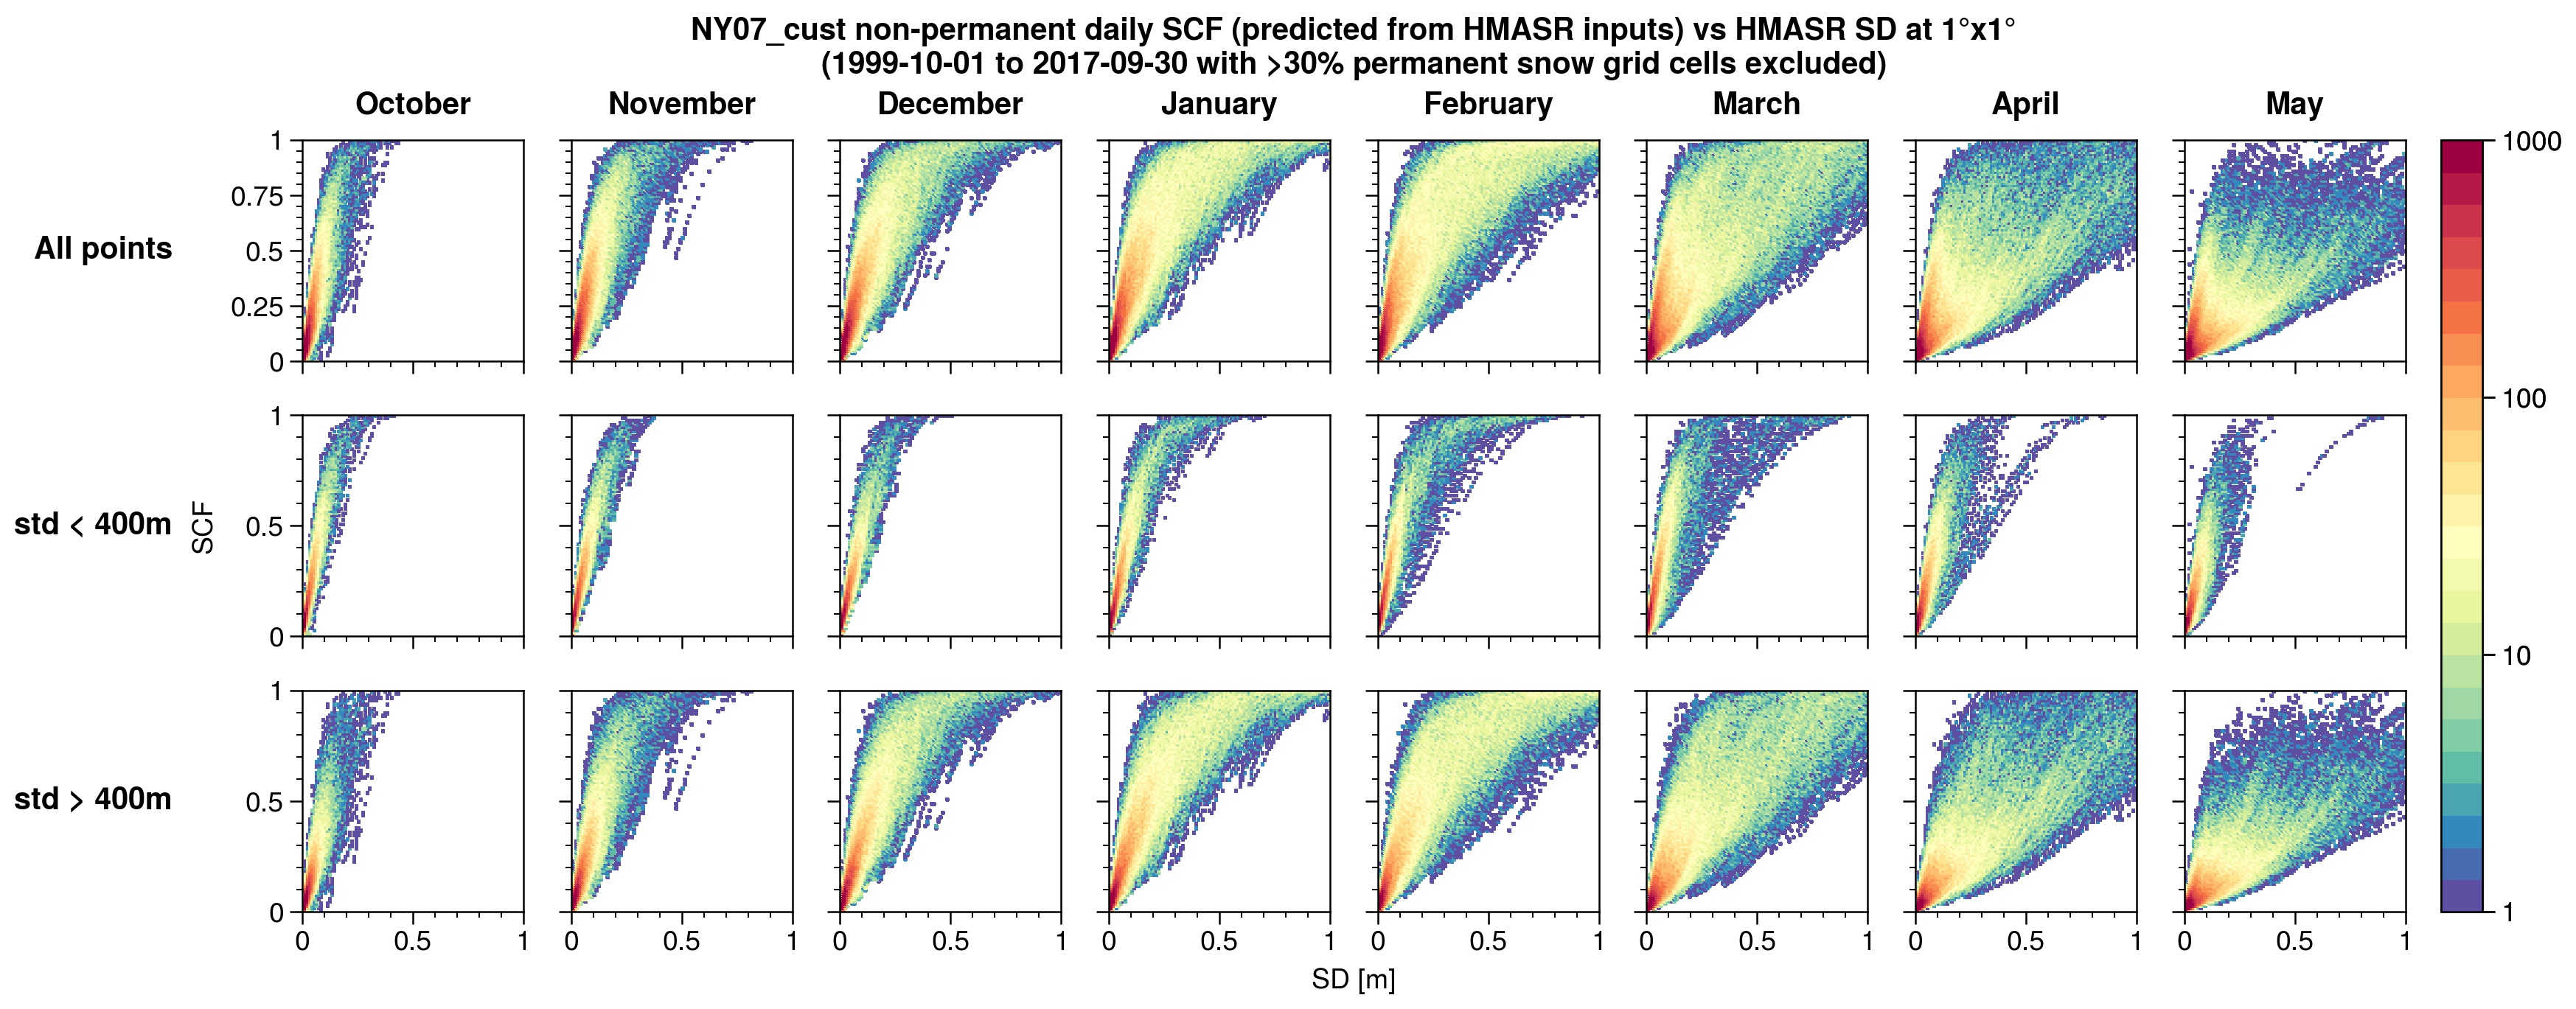 NY07_cust non-permanent daily SCF (predicted from HMASR inputs) vs HMASR SD at 1°x1°
(1999-10-01 to 2017-09-30 with >30% permanent snow grid cells excluded)
October November December January February March April May
All points
1
0.75
0.5
0.25
0
std < 400m
SCF
1
0.5
0
std > 400m
1
0.5
0
0 0.5 1 0 0.5 1 0 0.5 1 0 0.5 1 0 0.5 1 0 0.5 1 0 0.5 1 0 0.5 1
SD [m]
1000
100
10
1